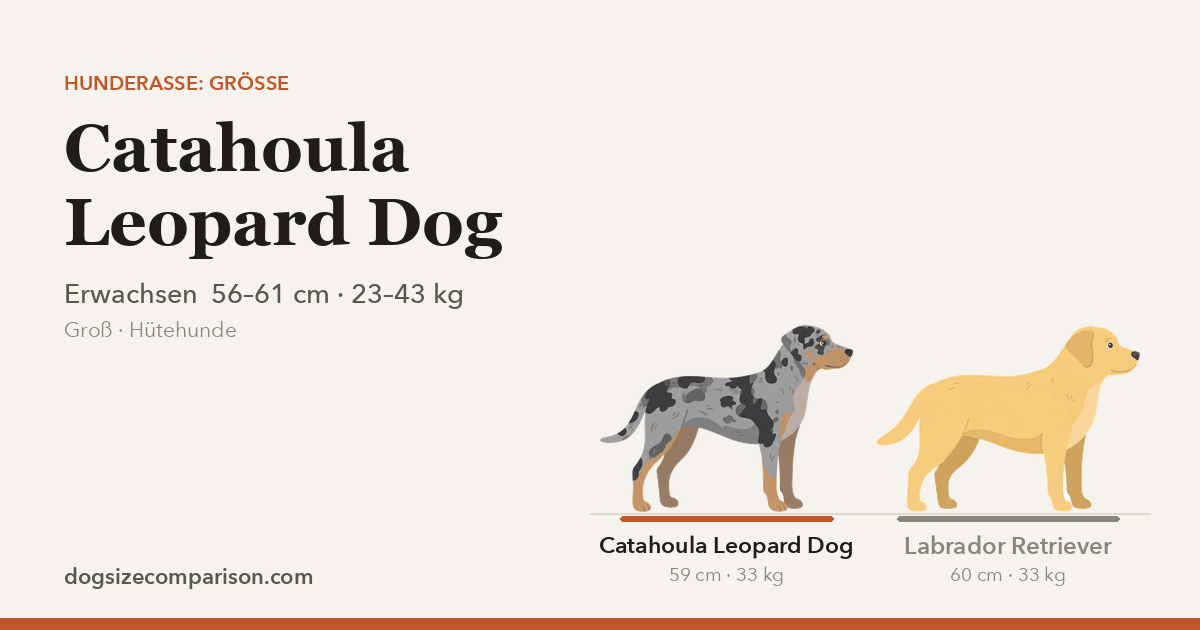 HUNDERASSE: GRÖSSE
Catahoula
Leopard Dog
Erwachsen 56–61 cm · 23–43 kg
Groß · Hütehunde
Catahoula Leopard Dog
59 cm · 33 kg
Labrador Retriever
60 cm · 33 kg
dogsizecomparison.com